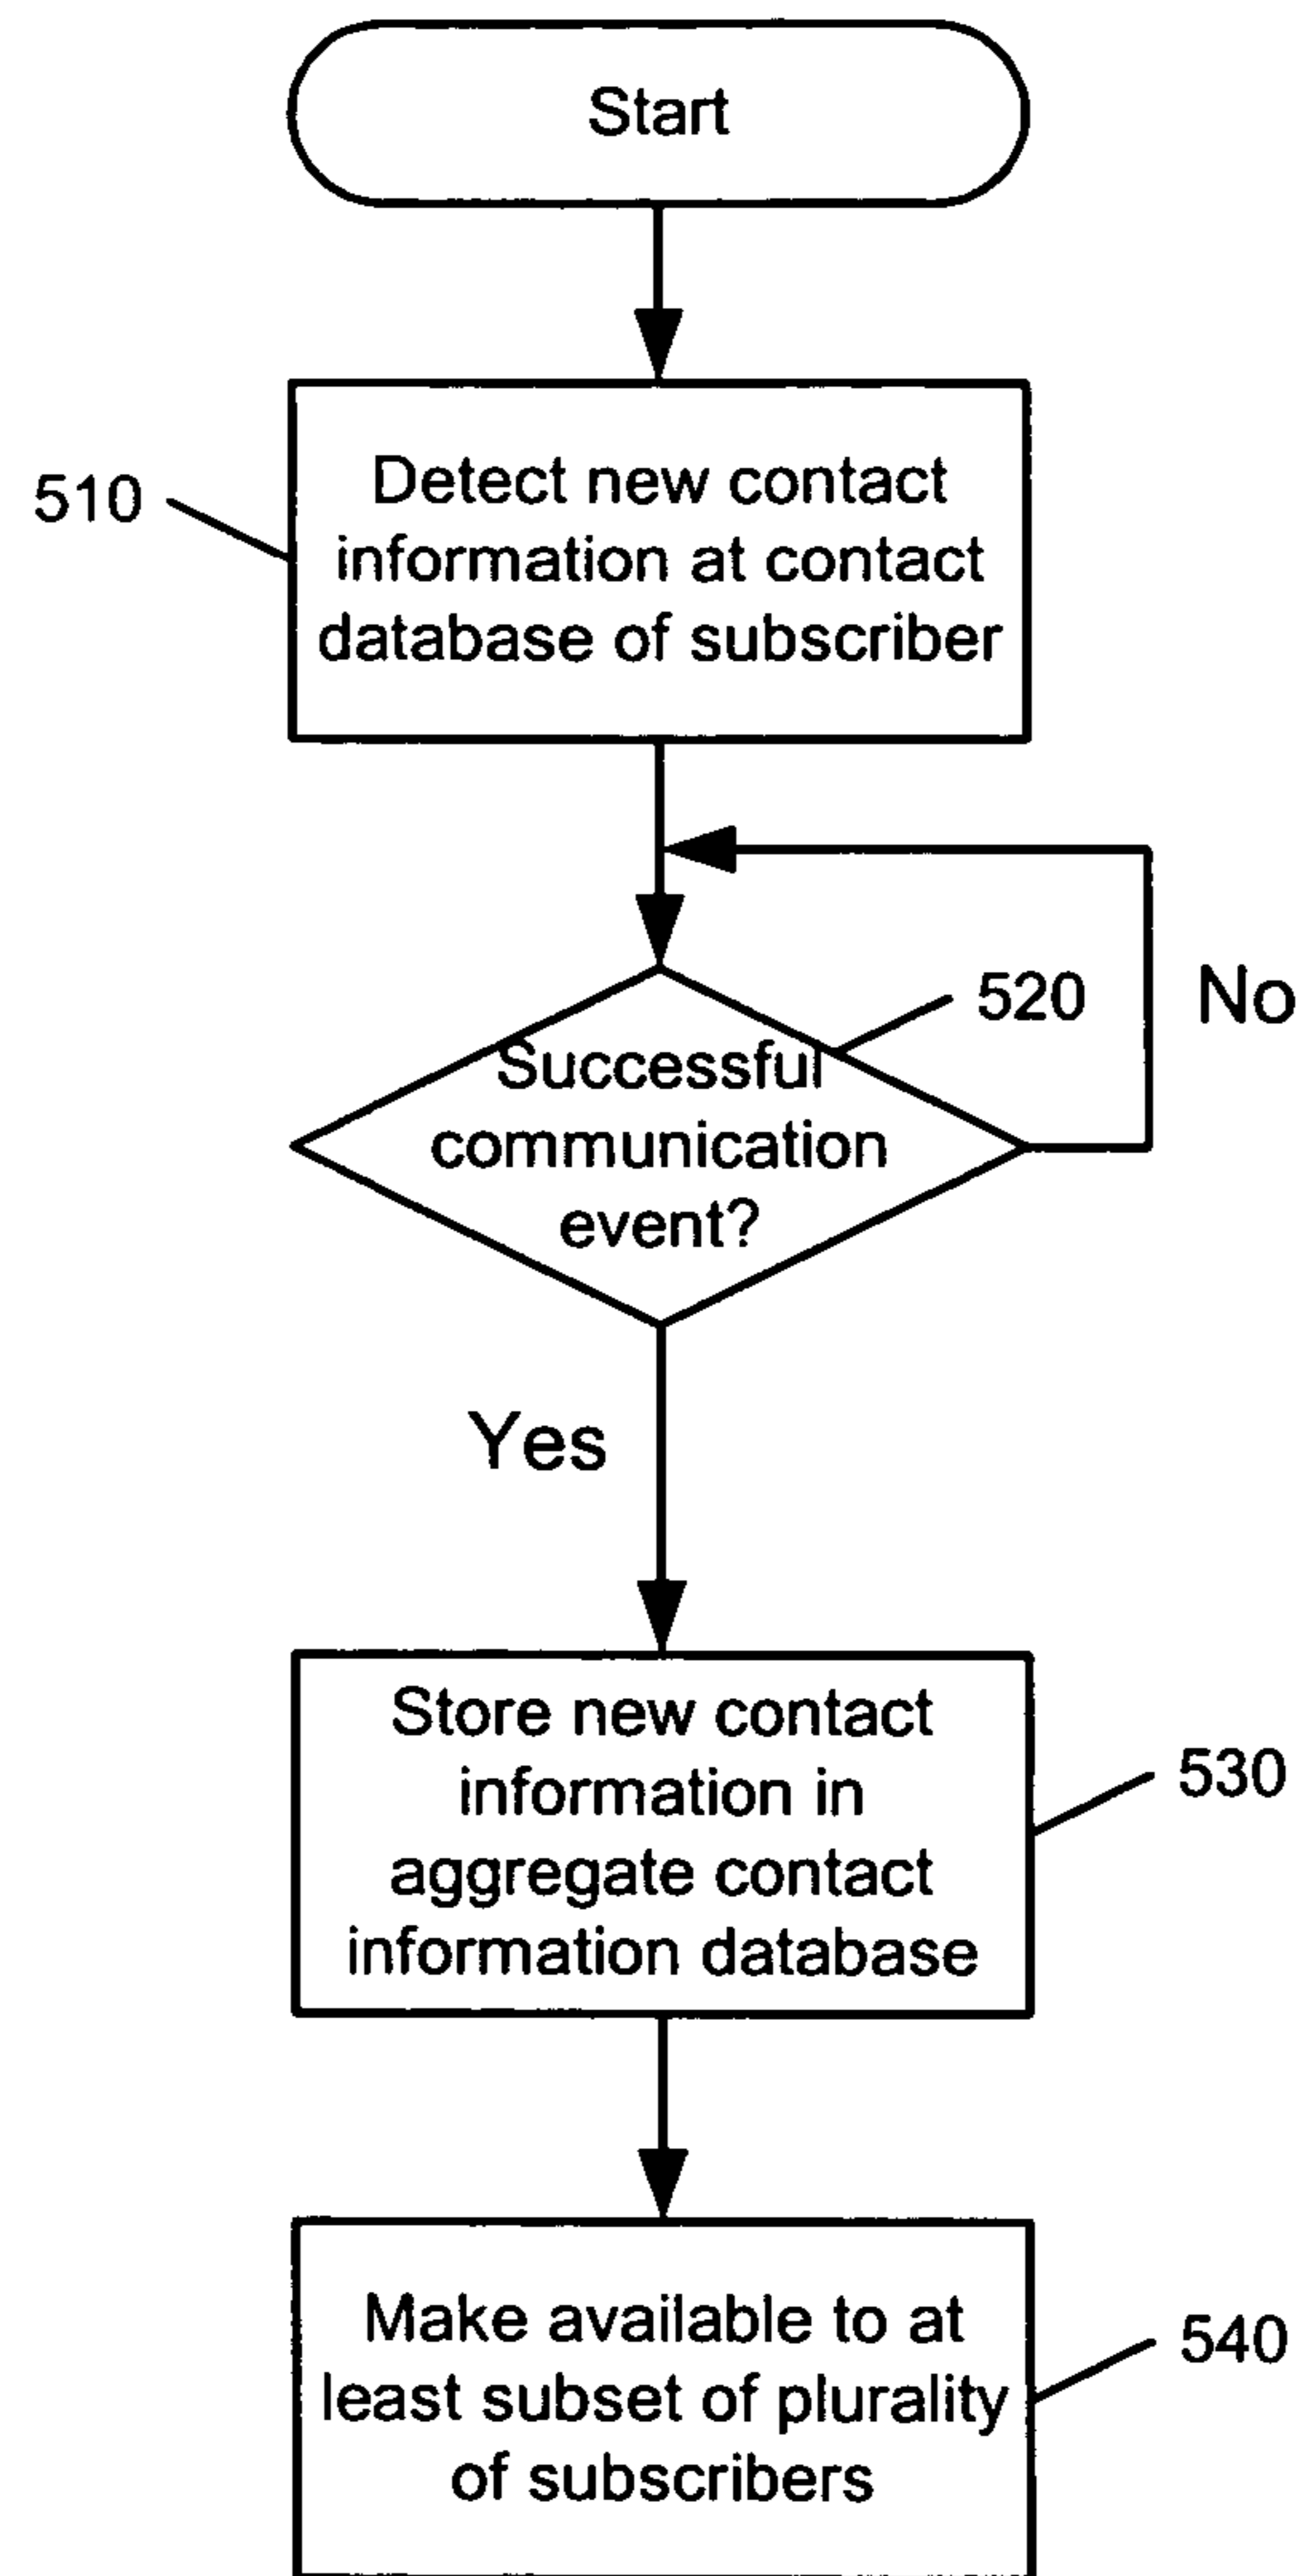 Start
510
Detect new contact
information at contact
database of subscriber
520
No
Successful
communication
event?
Yes
Store new contact
information in
aggregate contact
information database
530
Make available to at
least subset of plurality
of subscribers
540